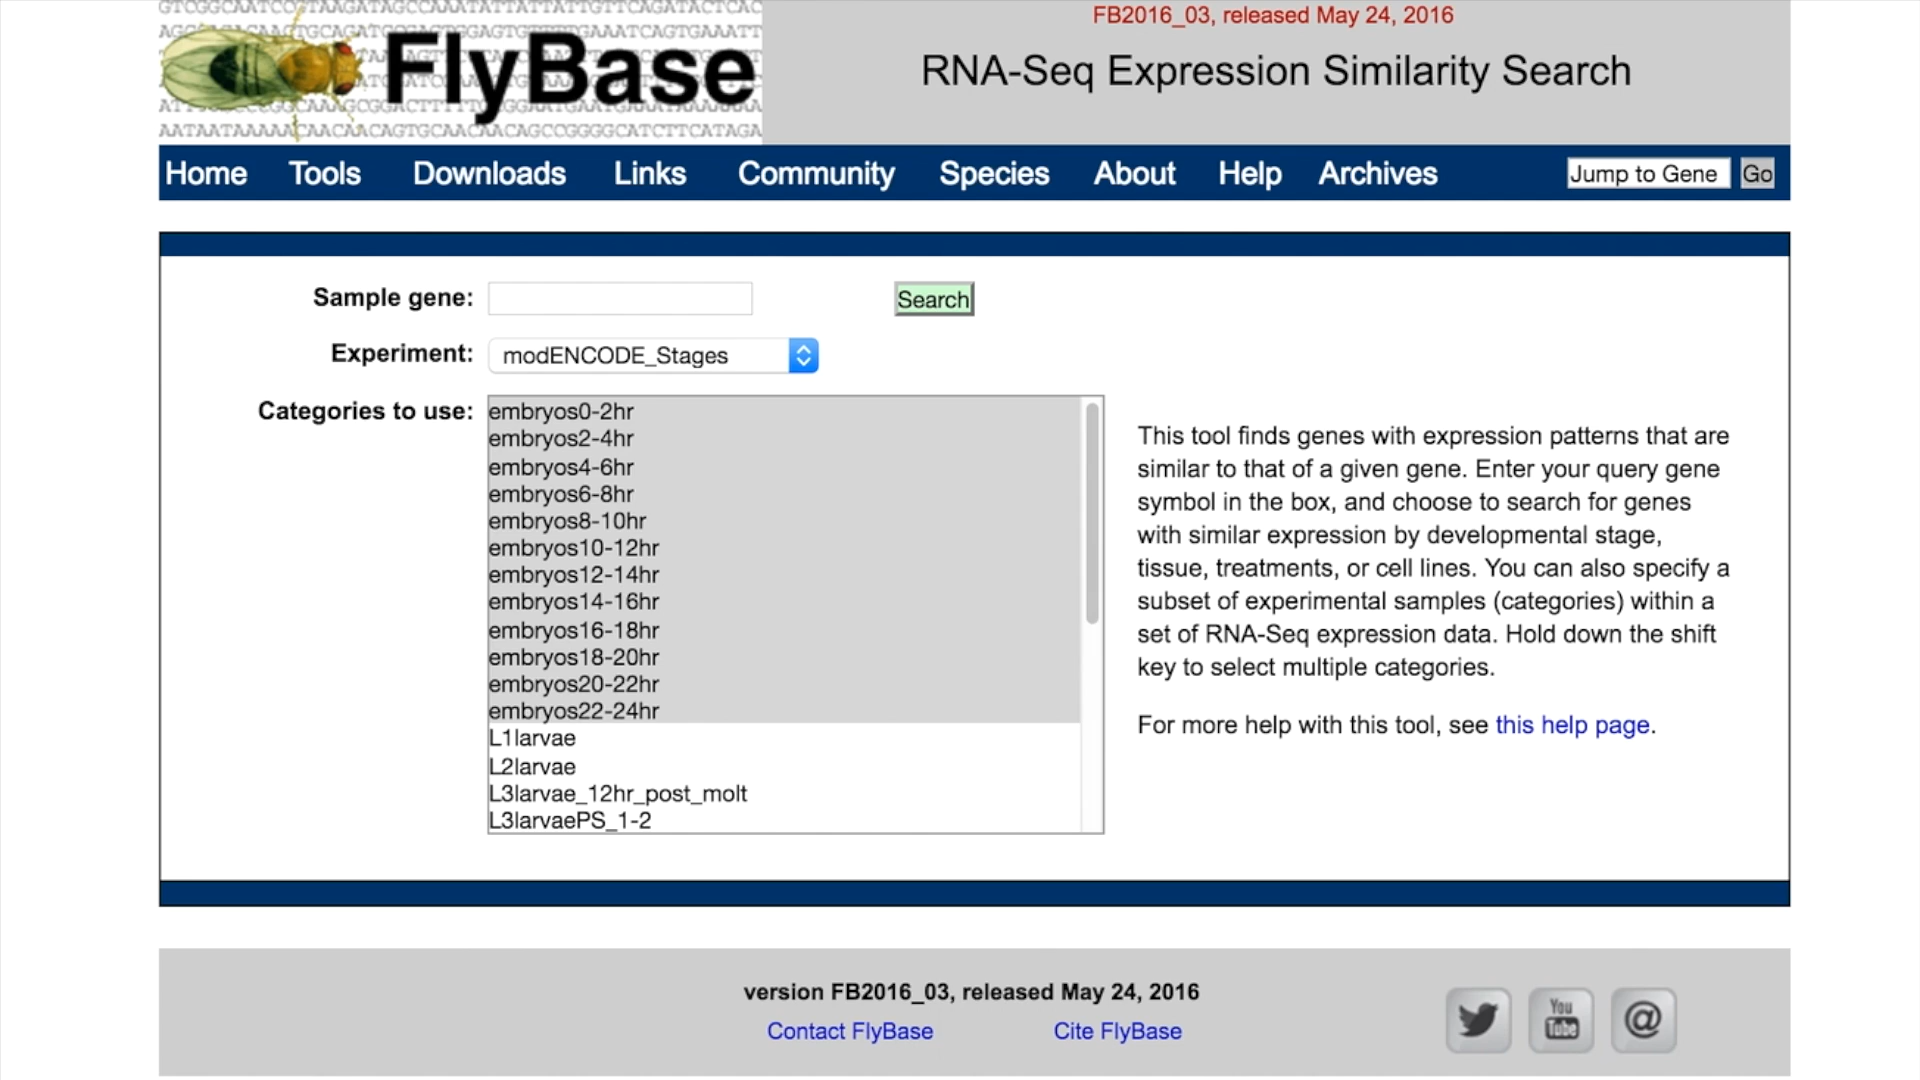 FB2016_03, released May 24, 2016
FlyBase
RNA-Seq Expression Similarity Search
Home Tools Downloads Links Community Species About Help Archives Jump to Gene Go
Sample gene: Search
Experiment: modENCODE_Stages
Categories to use:
embryos0-2hr
embryos2-4hr
embryos4-6hr
embryos6-8hr
embryos8-10hr
embryos10-12hr
embryos12-14hr
embryos14-16hr
embryos16-18hr
embryos18-20hr
embryos20-22hr
embryos22-24hr
L1larvae
L2larvae
L3larvae_12hr_post_molt
L3larvaePS_1-2
This tool finds genes with expression patterns that are
similar to that of a given gene. Enter your query gene
symbol in the box, and choose to search for genes
with similar expression by developmental stage,
tissue, treatments, or cell lines. You can also specify a
subset of experimental samples (categories) within a
set of RNA-Seq expression data. Hold down the shift
key to select multiple categories.
For more help with this tool, see this help page.
version FB2016_03, released May 24, 2016
Contact FlyBase Cite FlyBase
You
Tube
@